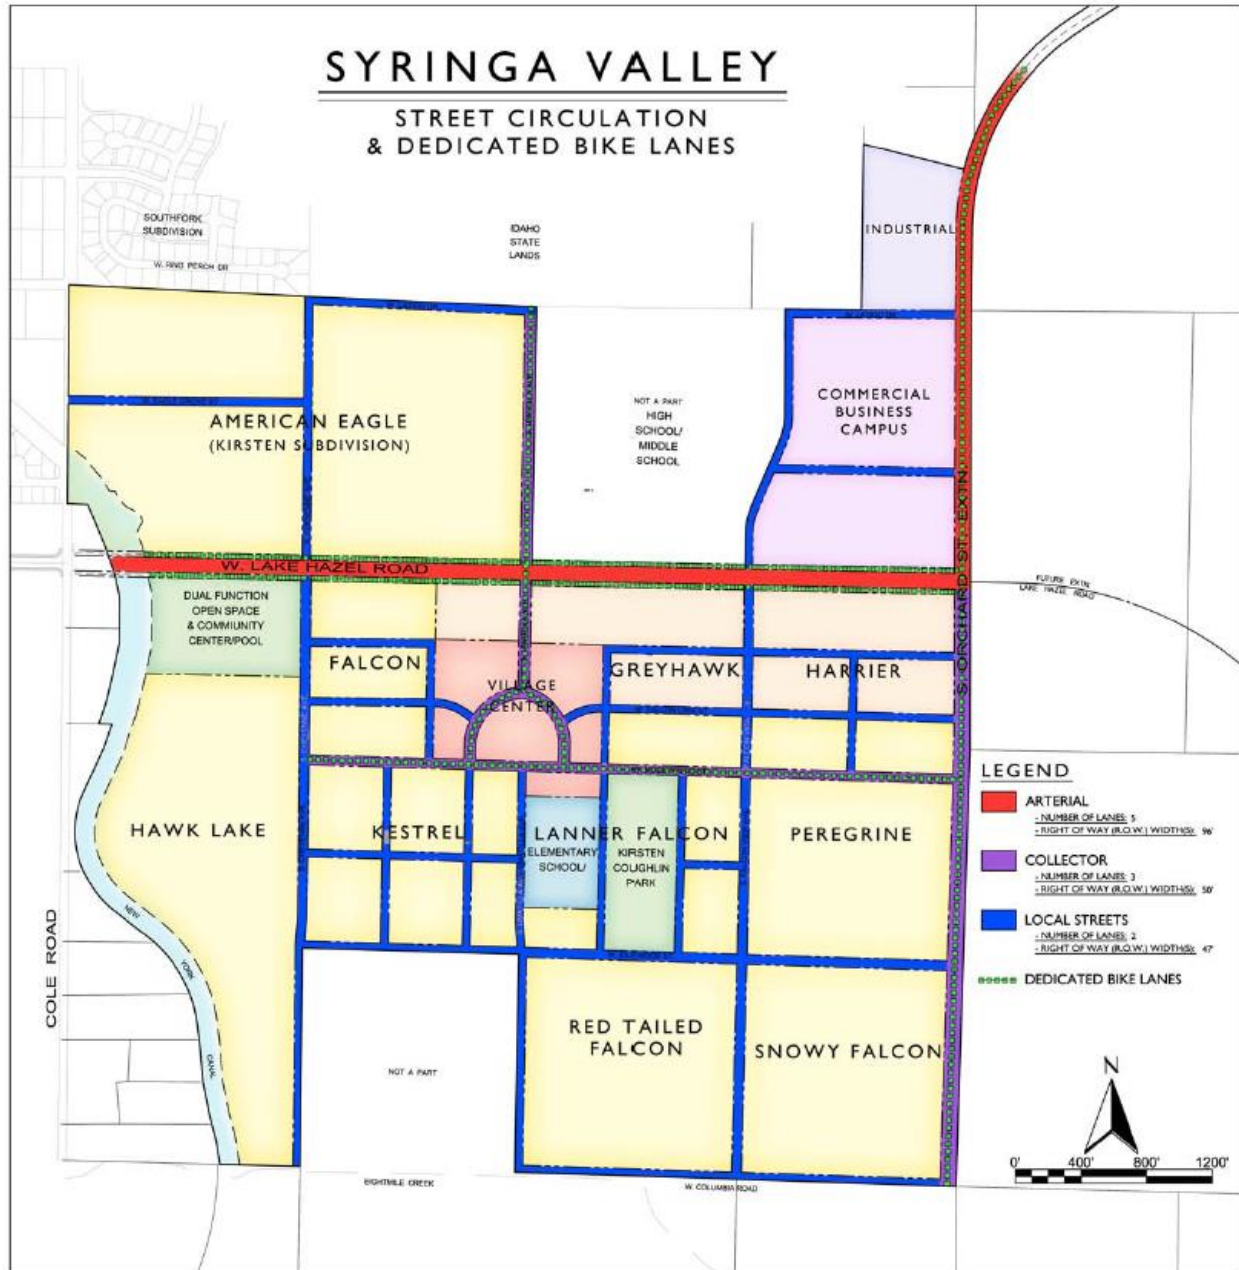 SYRINGA VALLEY
STREET CIRCULATION
& DEDICATED BIKE LANES
SOUTHFORK
SUBDIVISION
W. RING PERCH DR
IDAHO
STATE
LANDS
INDUSTRIAL
COMMERCIAL
BUSINESS
CAMPUS
NOT A PART
HIGH
SCHOOL/
MIDDLE
SCHOOL
AMERICAN EAGLE
(KIRSTEN SUBDIVISION)
W. LAKE HAZEL ROAD
S. ORCHARD ST EXTN.
FUTURE EXTN.
LAKE HAZEL ROAD
DUAL FUNCTION
OPEN SPACE
& COMMUNITY
CENTER/POOL
FALCON
VILLAGE
CENTER
GREYHAWK
HARRIER
HAWK LAKE
KESTREL
LANNER FALCON
ELEMENTARY
SCHOOL/
KIRSTEN
COUGHLIN
PARK
PEREGRINE
RED TAILED
FALCON
SNOWY FALCON
COLE ROAD
NEW
YORK
CANAL
NOT A PART
EIGHTMILE CREEK
W. COLUMBIA ROAD
LEGEND
ARTERIAL
- NUMBER OF LANES: 5
- RIGHT OF WAY (R.O.W.) WIDTH(S): 96'
COLLECTOR
- NUMBER OF LANES: 3
- RIGHT OF WAY (R.O.W.) WIDTH(S): 50'
LOCAL STREETS
- NUMBER OF LANES: 2
- RIGHT OF WAY (R.O.W.) WIDTH(S): 47'
DEDICATED BIKE LANES
N
0' 400' 800' 1200'